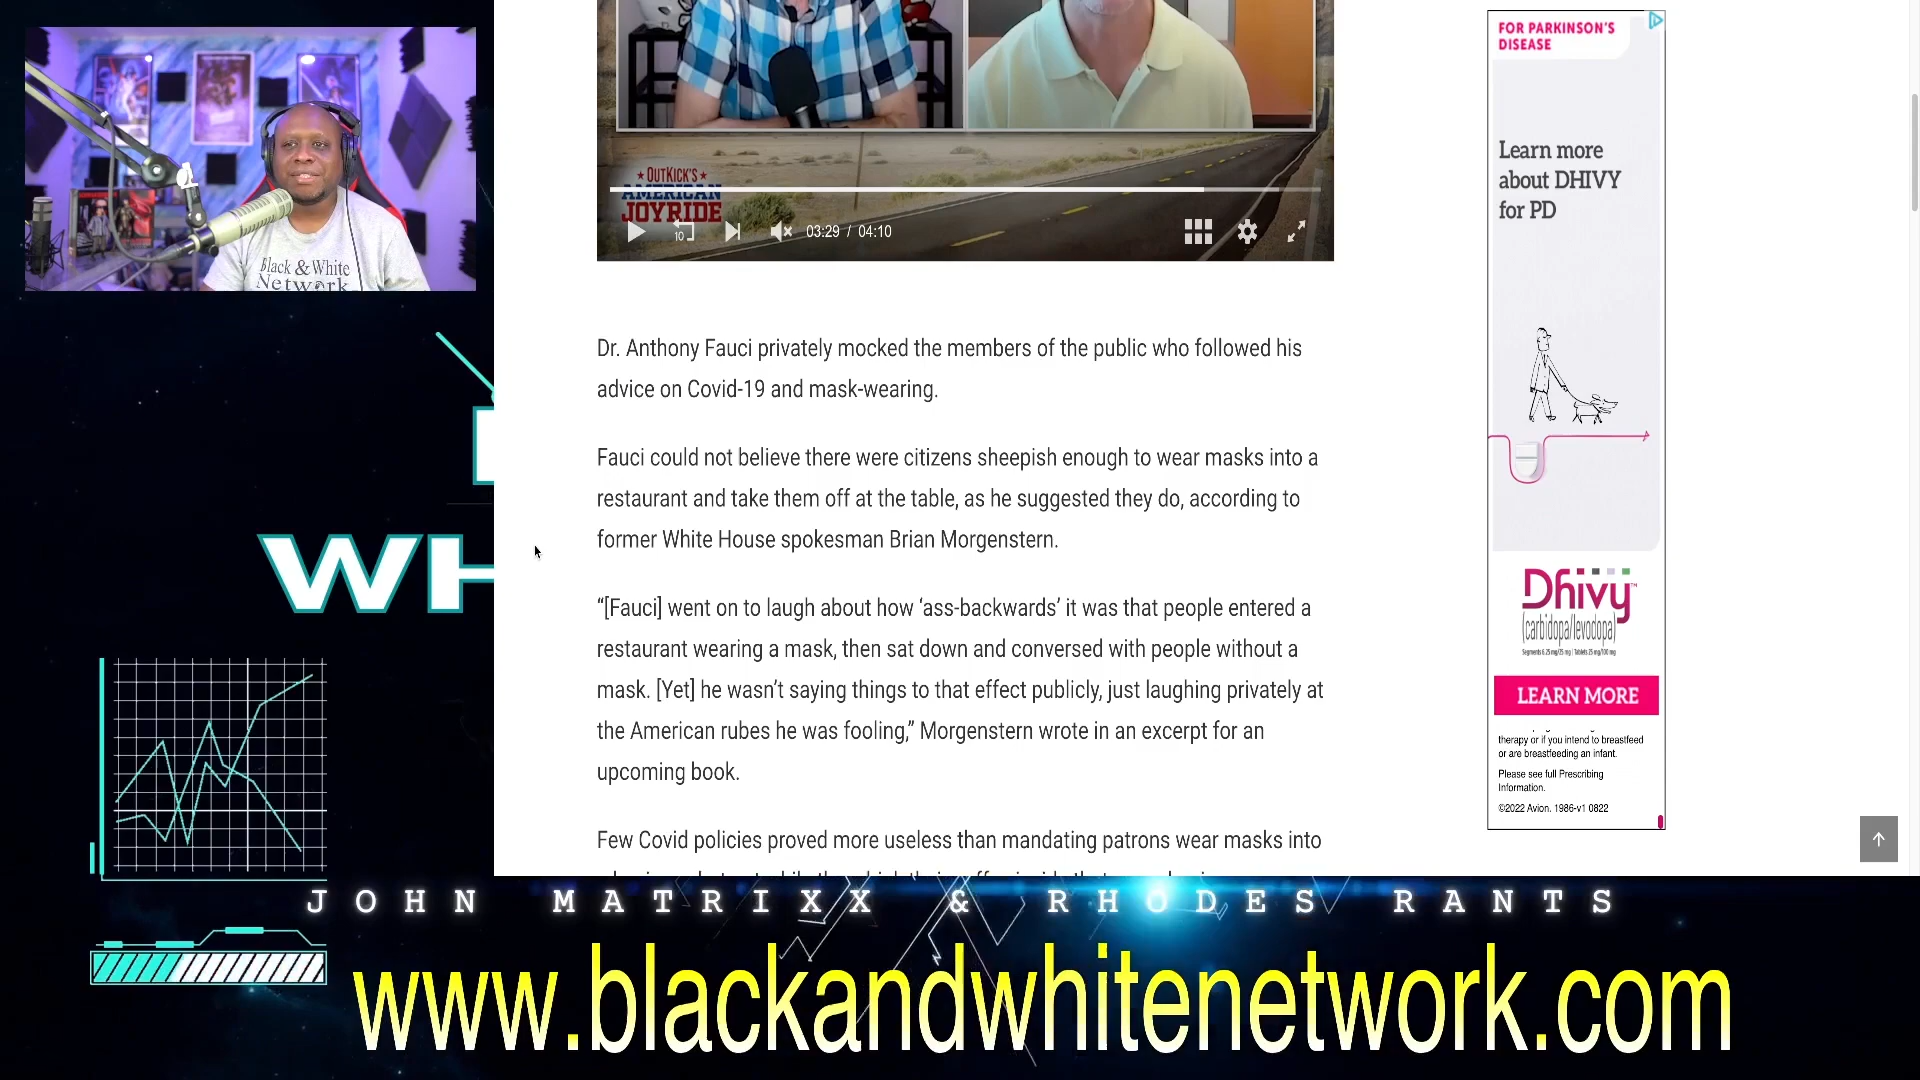 FOR PARKINSON'S
DISEASE
Learn more
about DHIVY
for PD
Black & White
Network
★ OUTKICK'S ★
AMERICAN
JOYRIDE
10
03:29 / 04:10
Dr. Anthony Fauci privately mocked the members of the public who followed his
advice on Covid-19 and mask-wearing.
Fauci could not believe there were citizens sheepish enough to wear masks into a
restaurant and take them off at the table, as he suggested they do, according to
former White House spokesman Brian Morgenstern.
“[Fauci] went on to laugh about how ‘ass-backwards’ it was that people entered a
restaurant wearing a mask, then sat down and conversed with people without a
mask. [Yet] he wasn’t saying things to that effect publicly, just laughing privately at
the American rubes he was fooling,” Morgenstern wrote in an excerpt for an
upcoming book.
Few Covid policies proved more useless than mandating patrons wear masks into
WH
Dhivy™
(carbidopa/levodopa)
LEARN MORE
therapy or if you intend to breastfeed
or are breastfeeding an infant.
Please see full Prescribing
Information.
©2022 Avion. 1986-v1 0822
JOHN MATRIXX & RHODES RANTS
www.blackandwhitenetwork.com